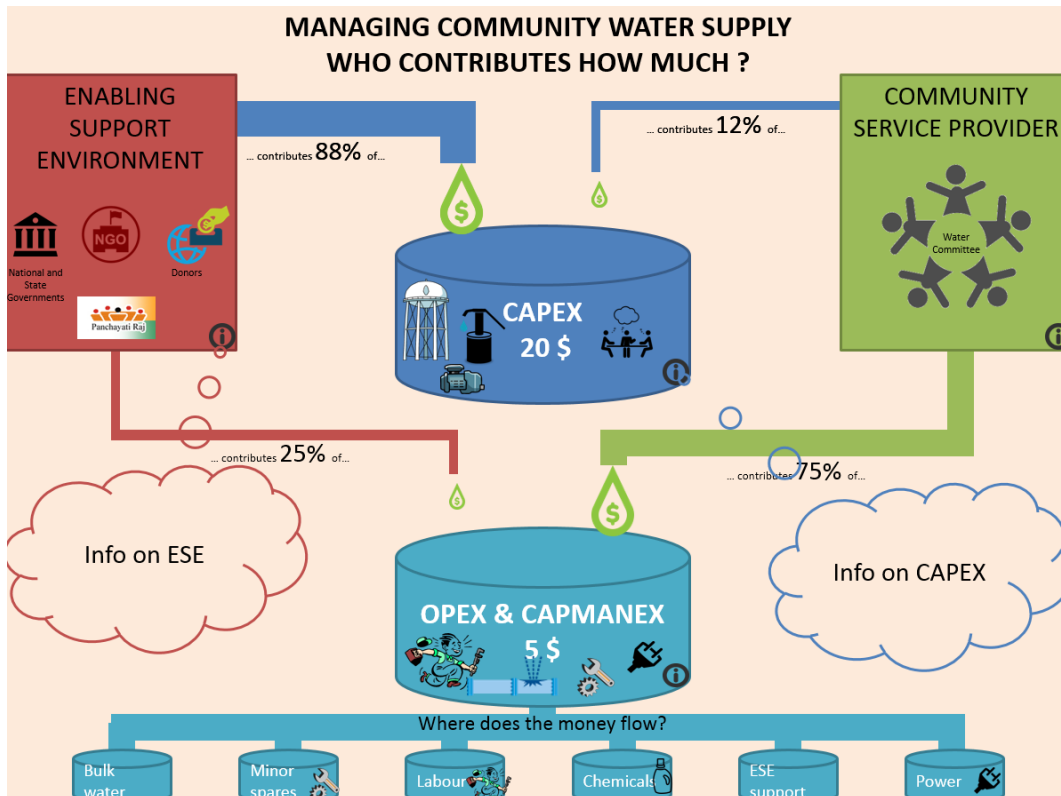 MANAGING COMMUNITY WATER SUPPLY
WHO CONTRIBUTES HOW MUCH ?
ENABLING
SUPPORT
ENVIRONMENT
... contributes 88% of...
... contributes 12% of...
COMMUNITY
SERVICE PROVIDER
NGO
National and
State
Governments
Donors
Panchayati Raj
Water
Committee
CAPEX
20 $
... contributes 25% of...
... contributes 75% of...
Info on ESE
Info on CAPEX
OPEX & CAPMANEX
5 $
Where does the money flow?
Bulk
water
Minor
spares
Labour
Chemicals
ESE
support
Power